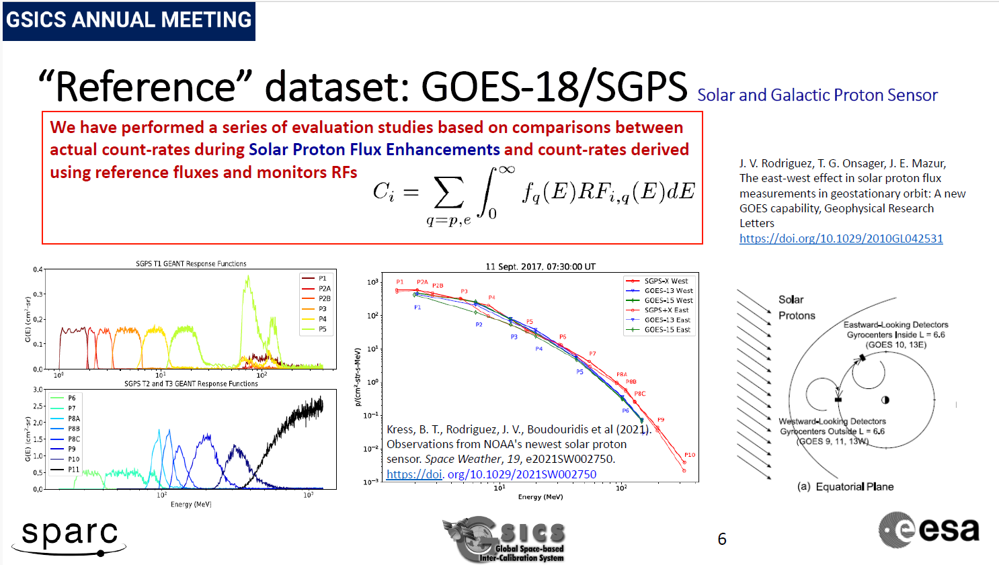 GSICS ANNUAL MEETING
“Reference” dataset: GOES-18/SGPS Solar and Galactic Proton Sensor
We have performed a series of evaluation studies based on comparisons between
actual count-rates during Solar Proton Flux Enhancements and count-rates derived
using reference fluxes and monitors RFs
C_i = ∑_{q=p,e} ∫_0^∞ f_q(E)RF_{i,q}(E)dE
J. V. Rodriguez, T. G. Onsager, J. E. Mazur,
The east-west effect in solar proton flux
measurements in geostationary orbit: A new
GOES capability, Geophysical Research
Letters
https://doi.org/10.1029/2010GL042531
SGPS T1 GEANT Response Functions
G(E) (cm²-sr)
0.4
0.3
0.2
0.1
0.0
10⁰
10¹
10²
P1
P2A
P2B
P3
P4
P5
SGPS T2 and T3 GEANT Response Functions
G(E) (cm²-sr)
3.0
2.5
2.0
1.5
1.0
0.5
0.0
P6
P7
P8A
P8B
P8C
P9
P10
P11
10²
10³
Energy (MeV)
11 Sept. 2017, 07:30:00 UT
p/(cm²-str-s-MeV)
10³
10²
10¹
10⁰
10⁻¹
10⁻²
10⁻³
P1
P2A
P2B
P3
P4
P5
P6
P7
P8A
P8B
P8C
P9
P10
P1
P2
P3
P4
P5
P6
SGPS-X West
GOES-13 West
GOES-15 West
SGPS+X East
GOES-13 East
GOES-15 East
Kress, B. T., Rodriguez, J. V., Boudouridis et al (2021).
Observations from NOAA's newest solar proton
sensor. Space Weather, 19, e2021SW002750.
https://doi. org/10.1029/2021SW002750
10¹
10²
Energy (MeV)
Solar
Protons
Eastward-Looking Detectors
Gyrocenters Inside L = 6.6
(GOES 10, 13E)
Westward-Looking Detectors
Gyrocenters Outside L = 6.6
(GOES 9, 11, 13W)
(a) Equatorial Plane
sparc
GSICS
Global Space-based
Inter-Calibration System
6
esa